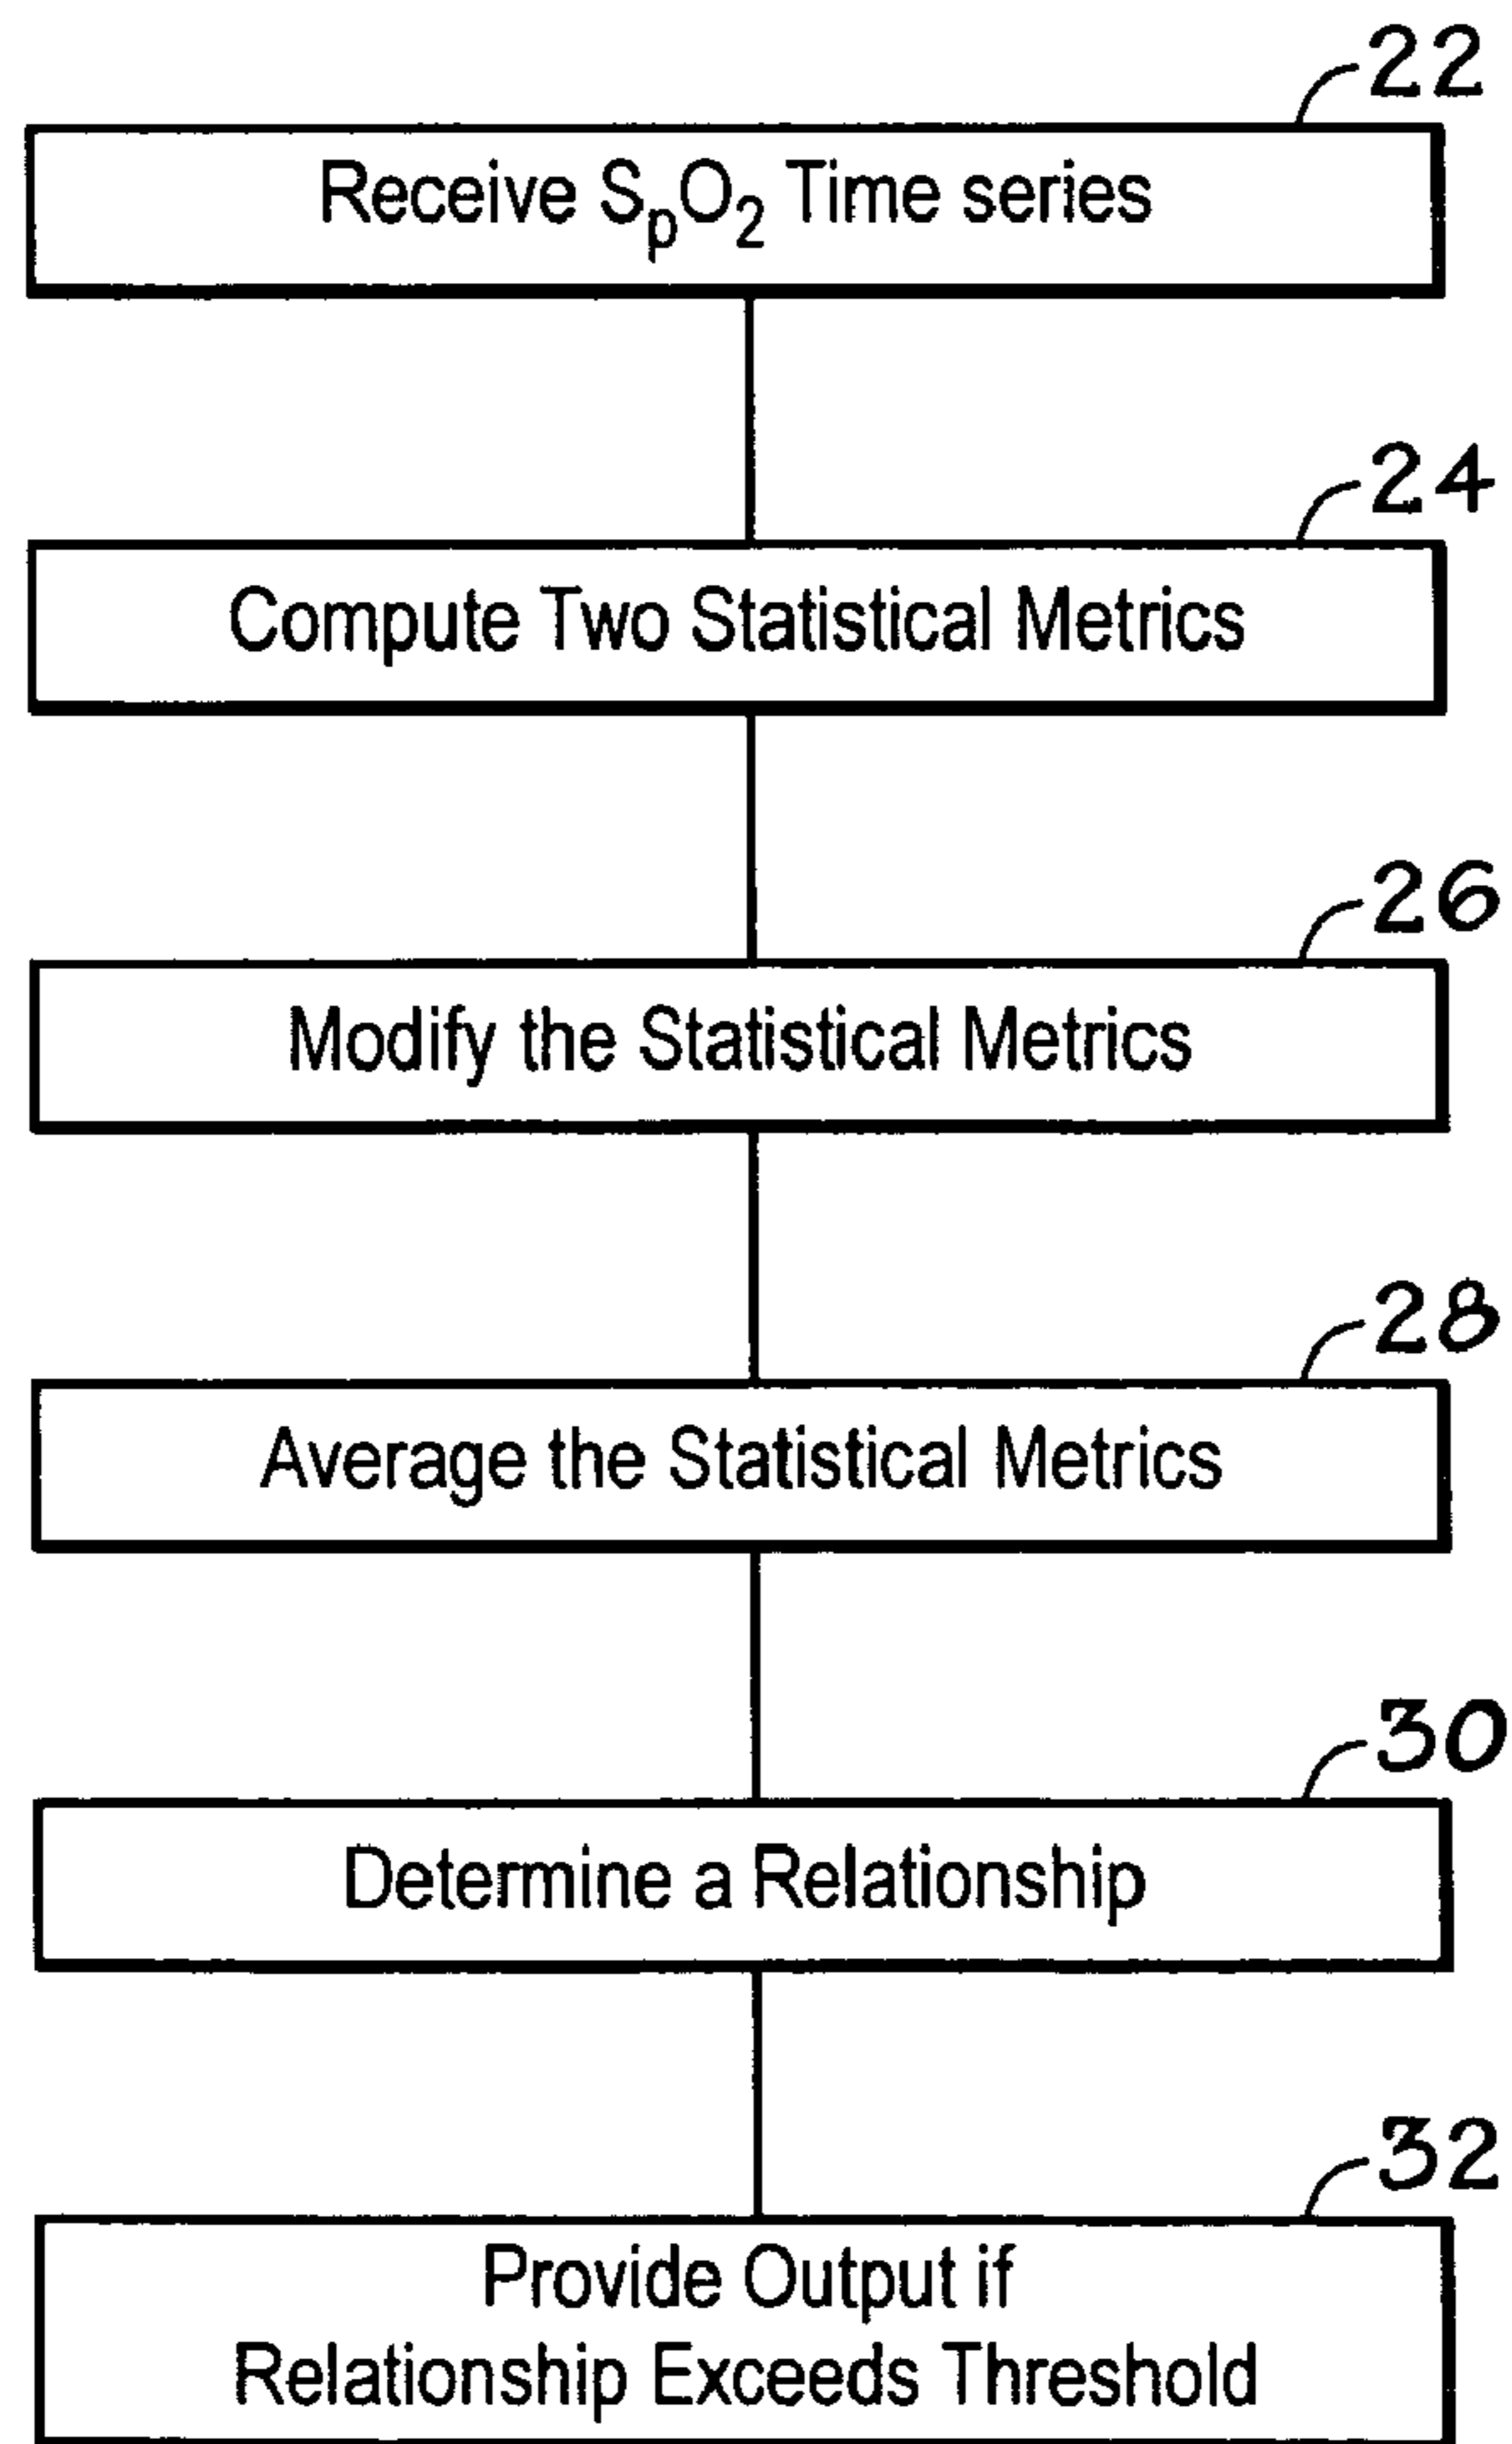 22
Receive SpO2 Time series
24
Compute Two Statistical Metrics
26
Modify the Statistical Metrics
28
Average the Statistical Metrics
30
Determine a Relationship
32
Provide Output if
Relationship Exceeds Threshold